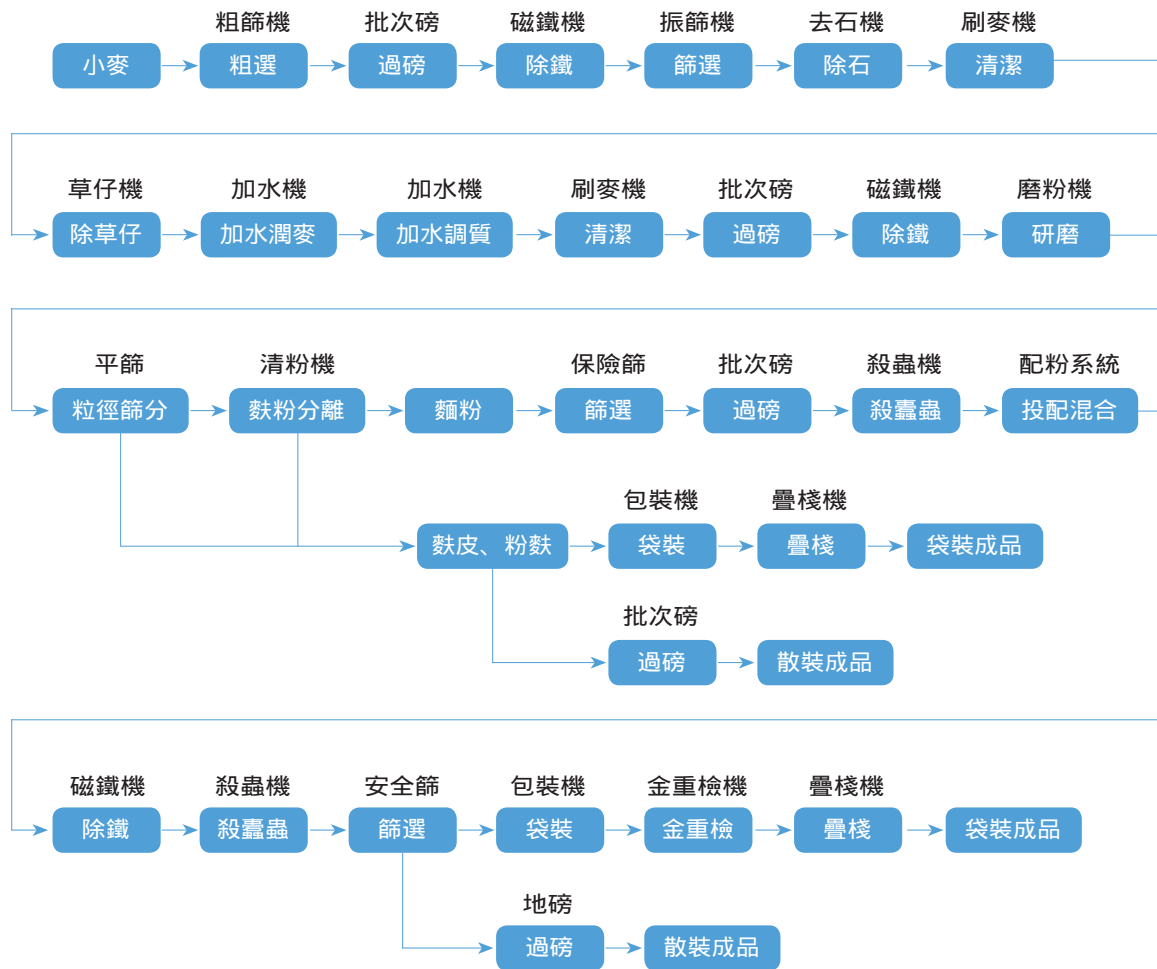 粗篩機 批次磅 磁鐵機 振篩機 去石機 刷麥機
小麥 粗選 過磅 除鐵 篩選 除石 清潔
草仔機 加水機 加水機 刷麥機 批次磅 磁鐵機 磨粉機
除草仔 加水潤麥 加水調質 清潔 過磅 除鐵 研磨
平篩 清粉機 保險篩 批次磅 殺蟲機 配粉系統
粒徑篩分 麩粉分離 麵粉 篩選 過磅 殺蠹蟲 投配混合
包裝機 疊棧機
麩皮、粉麩 袋裝 疊棧 袋裝成品
批次磅
過磅 散裝成品
磁鐵機 殺蟲機 安全篩 包裝機 金重檢機 疊棧機
除鐵 殺蠹蟲 篩選 袋裝 金重檢 疊棧 袋裝成品
地磅
過磅 散裝成品